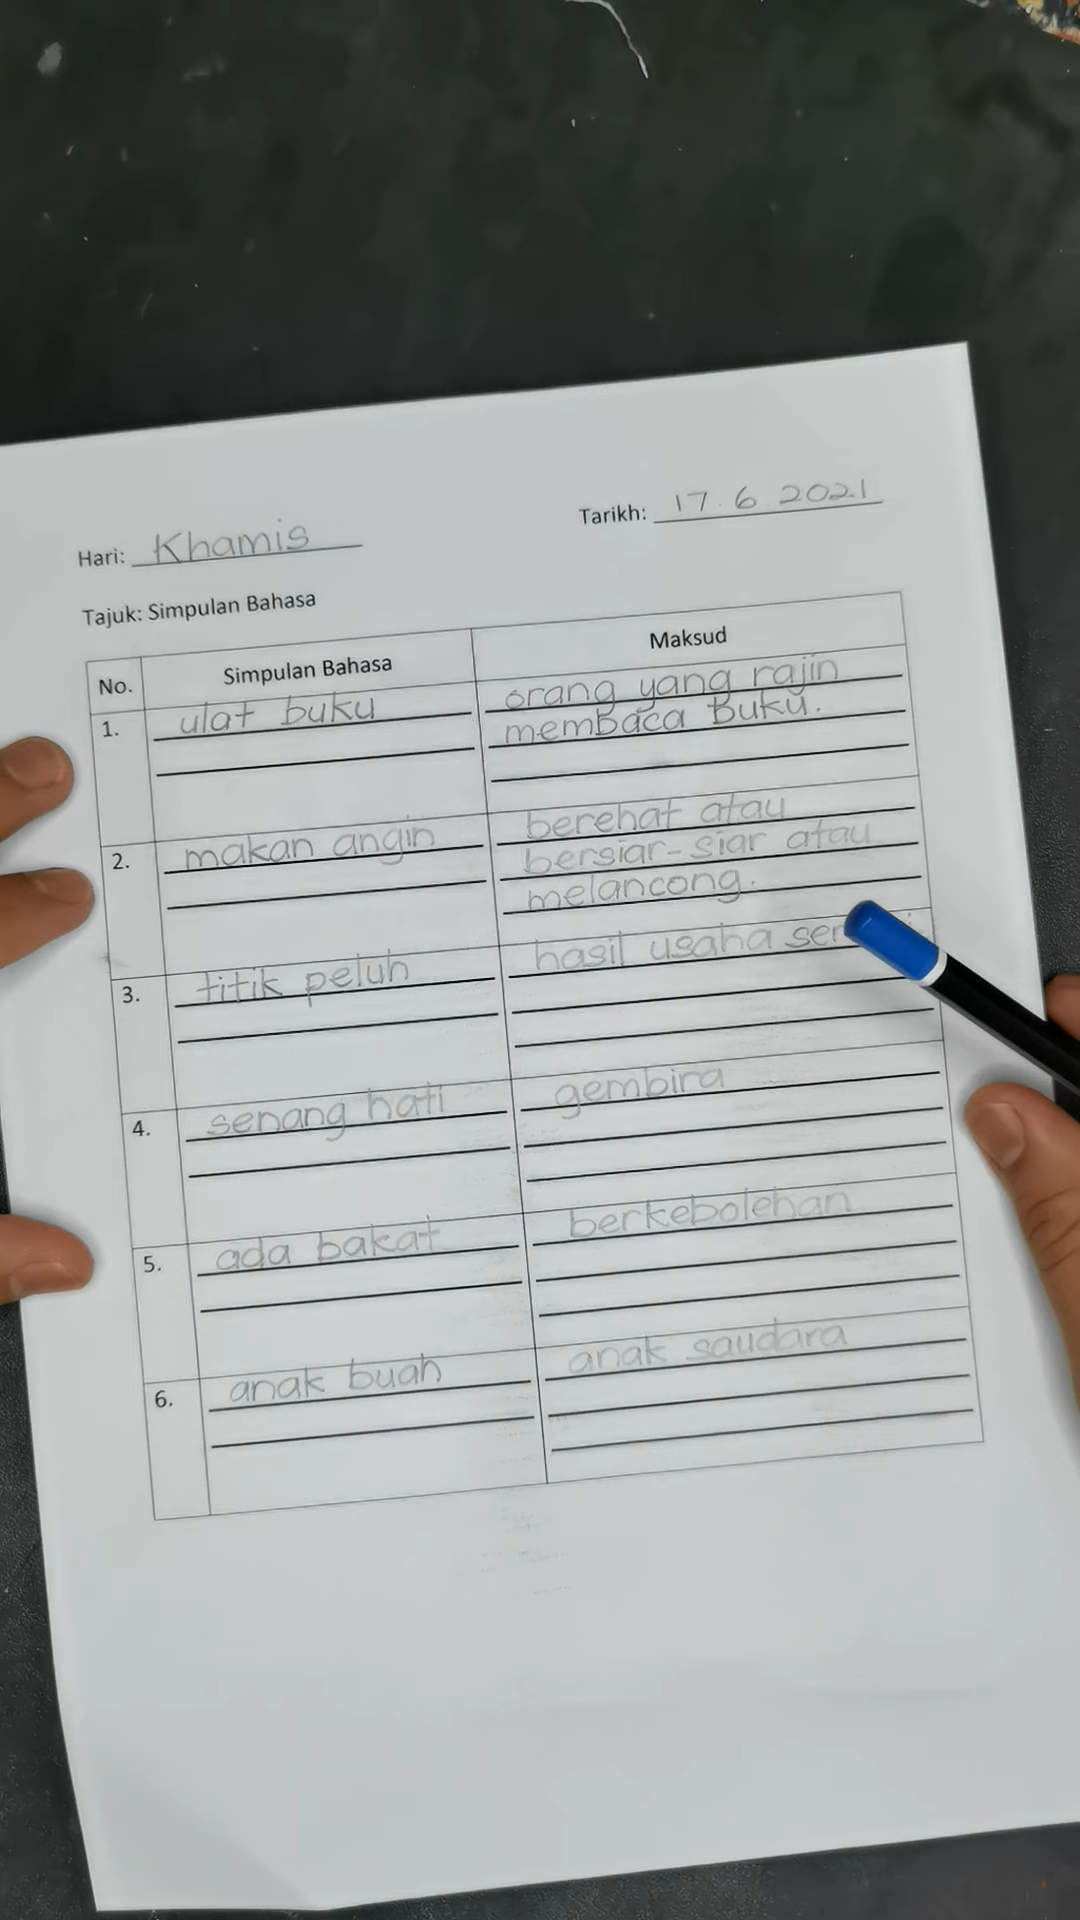 Hari: Khamis
Tarikh: 17.6.2021
Tajuk: Simpulan Bahasa
No. Simpulan Bahasa Maksud
1. ulat buku
orang yang rajin
membaca Buku.
2. makan angin
berehat atau
bersiar-siar atau
melancong.
3. titik peluh
hasil usaha
4. senang hati
gembira
5. ada bakat
berkebolehan
6. anak buah
anak saudara